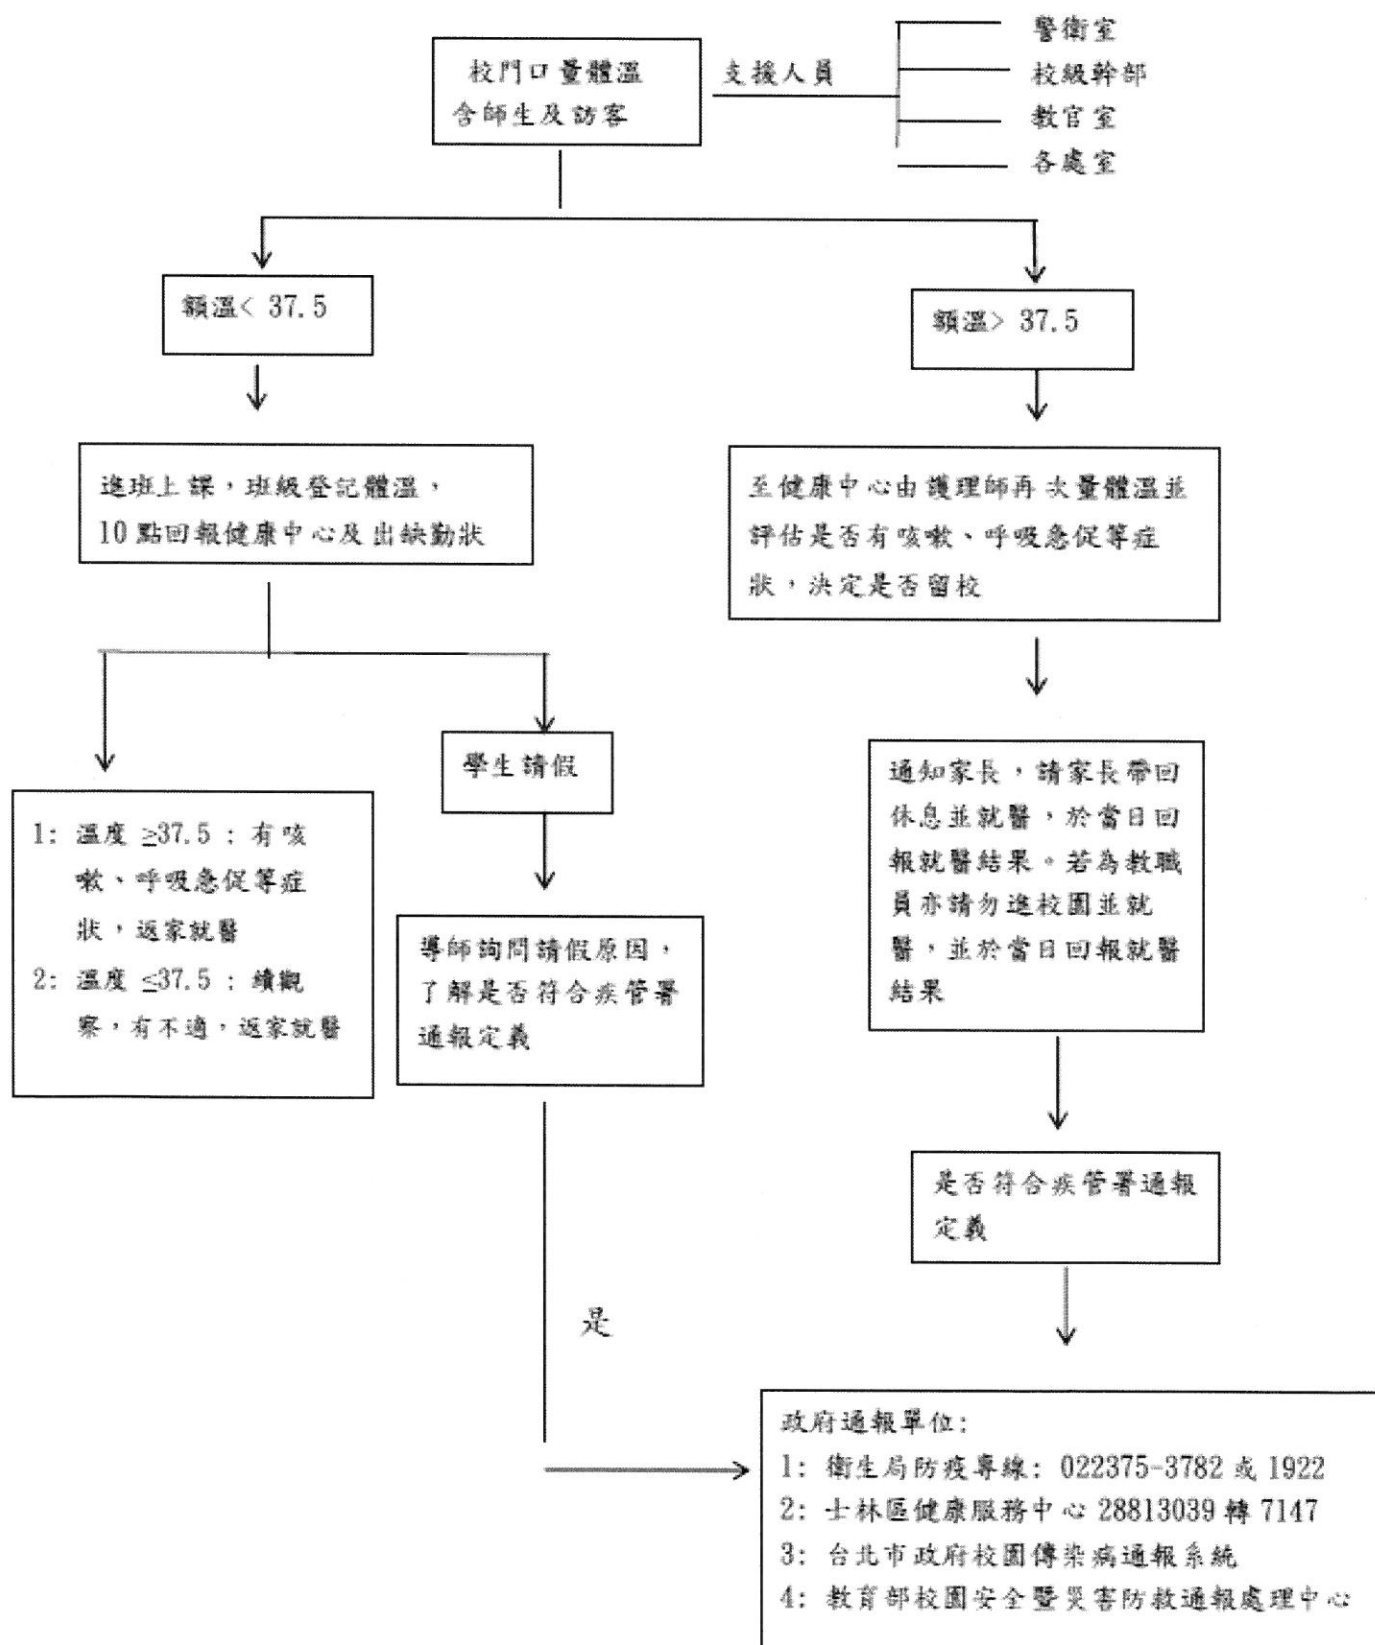 校門口量體溫
含師生及訪客
支援人員
警衛室
校級幹部
教官室
各處室
額溫< 37.5
額溫> 37.5
進班上課，班級登記體溫，
10 點回報健康中心及出缺勤狀
至健康中心由護理師再次量體溫並
評估是否有咳嗽、呼吸急促等症
狀，決定是否留校
1: 溫度 ≥37.5 : 有咳
嗽、呼吸急促等症
狀，返家就醫
2: 溫度 ≤37.5 : 續觀
察，有不適，返家就醫
學生請假
導師詢問請假原因，
了解是否符合疾管署
通報定義
通知家長，請家長帶回
休息並就醫，於當日回
報就醫結果。若為教職
員亦請勿進校園並就
醫，並於當日回報就醫
結果
是否符合疾管署通報
定義
是
政府通報單位:
1: 衛生局防疫專線: 022375-3782 或 1922
2: 士林區健康服務中心 28813039 轉 7147
3: 台北市政府校園傳染病通報系統
4: 教育部校園安全暨災害防救通報處理中心